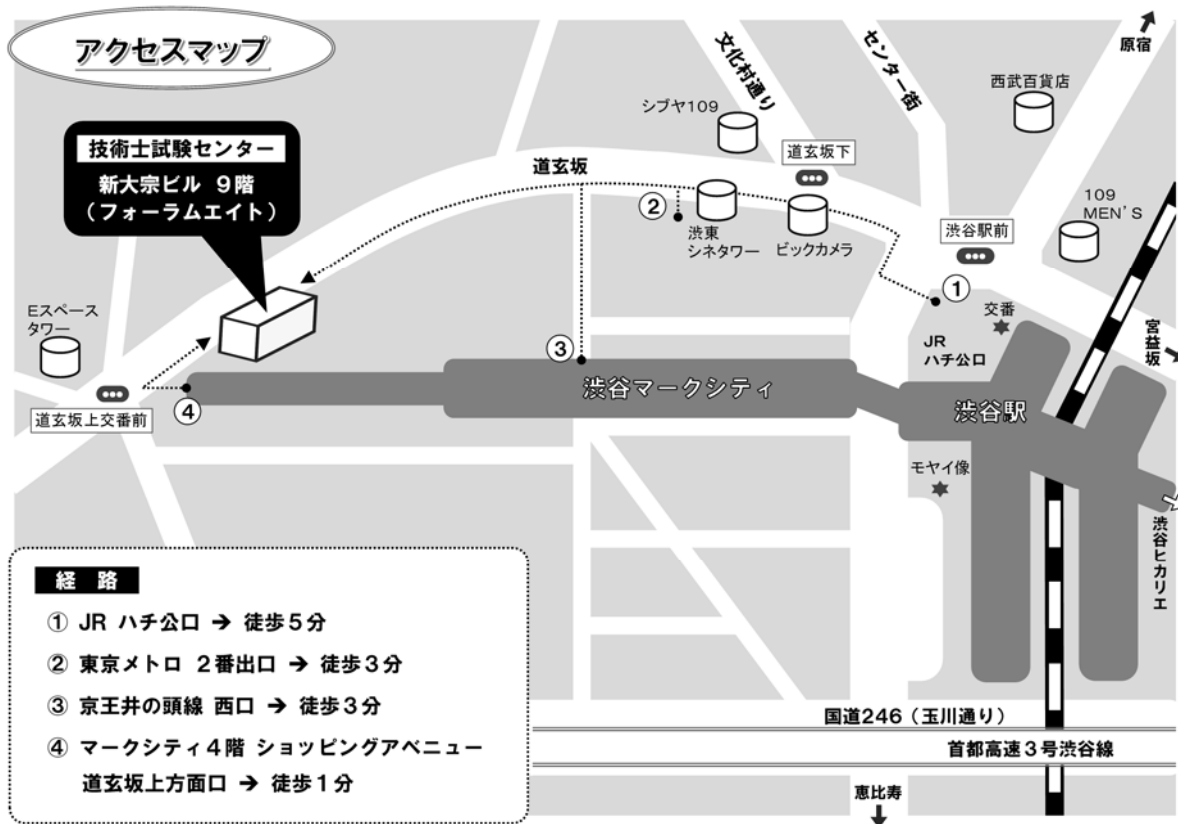 アクセスマップ
技術士試験センター
新大宗ビル 9階
(フォーラムエイト)
文化村通り
センター街
原宿
西武百貨店
シブヤ109
道玄坂下
道玄坂
109
MEN'S
渋谷駅前
②
渋東
シネタワー
ビックカメラ
①
交番
JR
ハチ公口
宮益坂
Eスペース
タワー
③
渋谷マークシティ
渋谷駅
④
道玄坂上交番前
モヤイ像
渋谷ヒカリエ
経 路
① JR ハチ公口 → 徒歩5分
② 東京メトロ 2番出口 → 徒歩3分
③ 京王井の頭線 西口 → 徒歩3分
④ マークシティ4階 ショッピングアベニュー
道玄坂上方面口 → 徒歩1分
国道246(玉川通り)
首都高速3号渋谷線
恵比寿